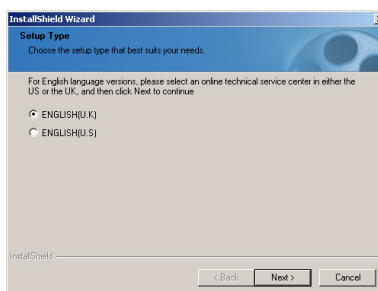 InstallShield Wizard
Setup Type
Choose the setup type that best suits your needs.
For English language versions, please select an online technical service center in either the
US or the UK, and then click Next to continue
ENGLISH(U.K)
ENGLISH(U.S)
InstallShield
< Back
Next >
Cancel